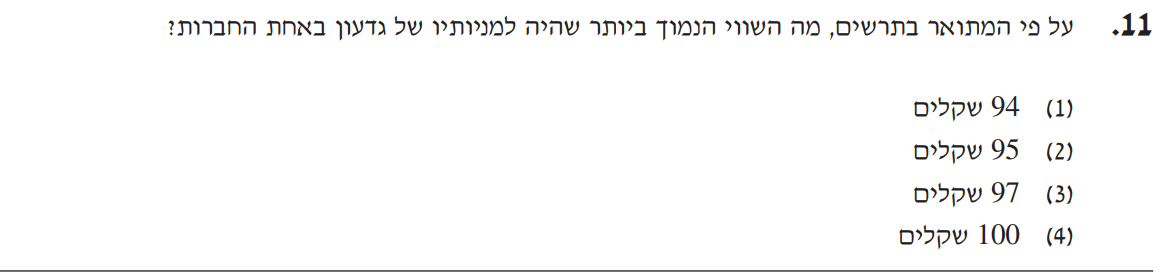 11. על פי המתואר בתרשים, מה השווי הנמוך ביותר שהיה למניותיו של גדעון באחת החברות?
(1) 94 שקלים
(2) 95 שקלים
(3) 97 שקלים
(4) 100 שקלים